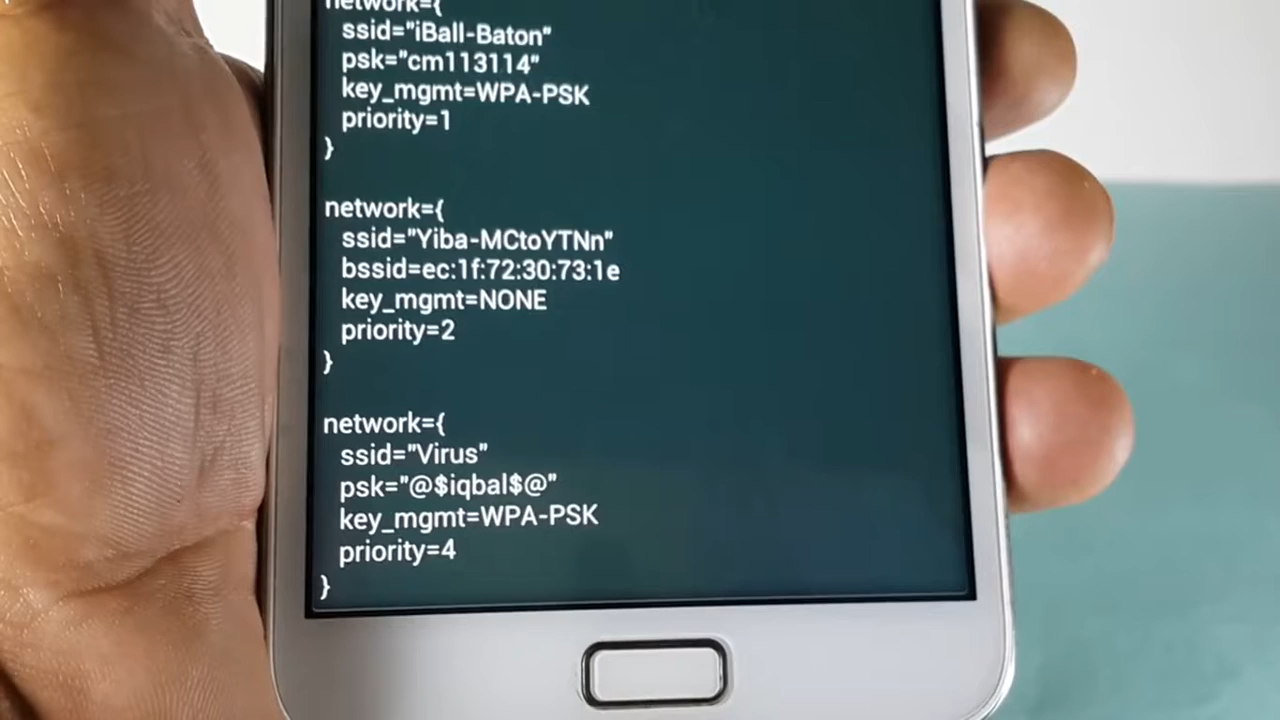 network={
ssid="iBall-Baton"
psk="cm113114"
key_mgmt=WPA-PSK
priority=1
}
network={
ssid="Yiba-MCtoYTNn"
bssid=ec:1f:72:30:73:1e
key_mgmt=NONE
priority=2
}
network={
ssid="Virus"
psk="@$iqbal$@"
key_mgmt=WPA-PSK
priority=4
}